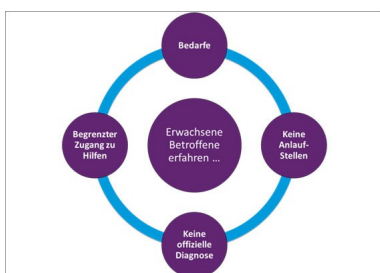 Bedarfe
Erwachsene
Betroffene
erfahren ...
Keine
Anlauf-
Stellen
Keine
offizielle
Diagnose
Begrenzter
Zugang zu
Hilfen